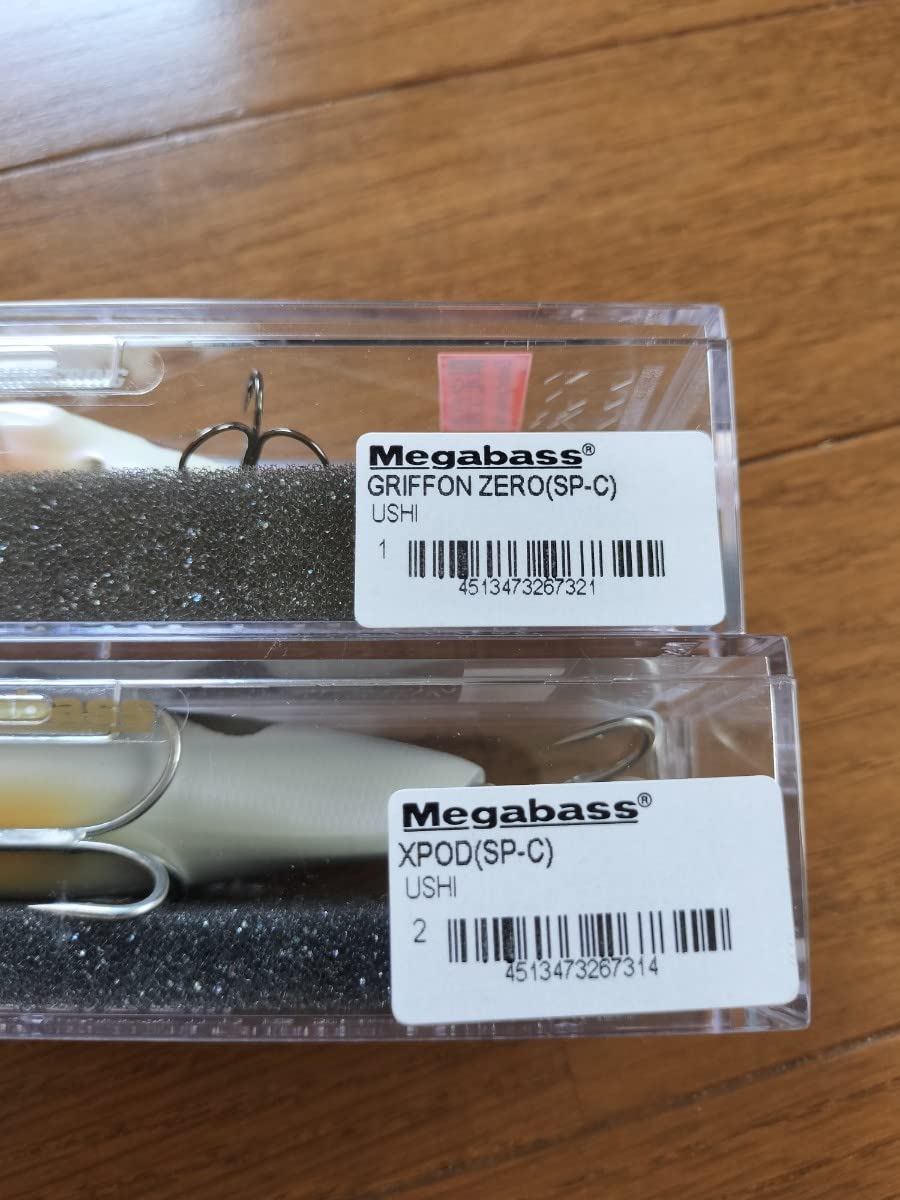 Megabass®
GRIFFON ZERO(SP-C)
USHI
1
4513473267321
Megabass®
XPOD(SP-C)
USHI
2
4513473267314